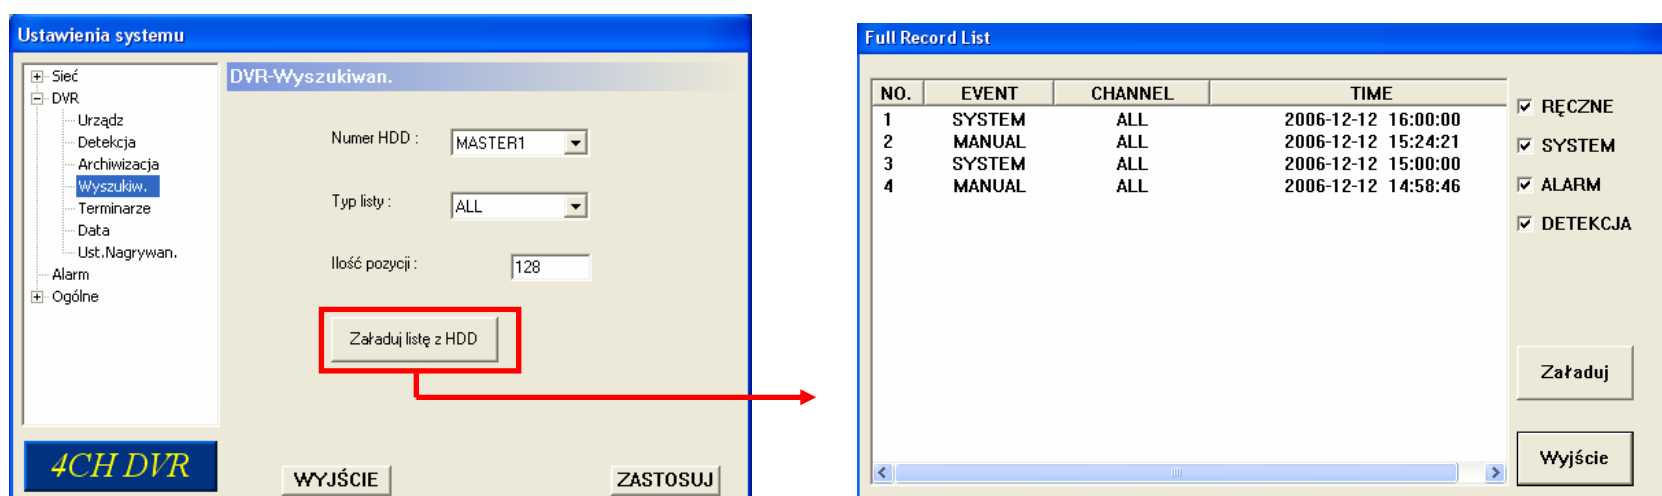 Ustawienia systemu
Sieć
DVR
Urządz
Detekcja
Archiwizacja
Wyszukiw.
Terminarze
Data
Ust.Nagrywan.
Alarm
Ogólne
4CH DVR
DVR-Wyszukiwan.
Numer HDD : MASTER1
Typ listy : ALL
Ilość pozycji : 128
Załaduj listę z HDD
WYJŚCIE ZASTOSUJ
Full Record List
NO. EVENT CHANNEL TIME
1 SYSTEM ALL 2006-12-12 16:00:00
2 MANUAL ALL 2006-12-12 15:24:21
3 SYSTEM ALL 2006-12-12 15:00:00
4 MANUAL ALL 2006-12-12 14:58:46
RĘCZNE
SYSTEM
ALARM
DETEKCJA
Załaduj
Wyjście